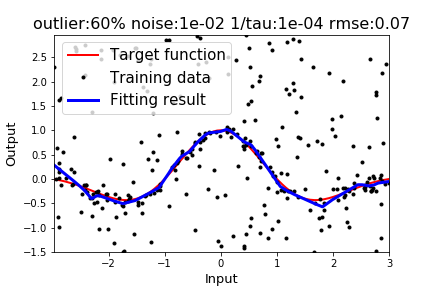 outlier:60% noise:1e-02 1/tau:1e-04 rmse:0.07
Target function
Training data
Fitting result
Output
2.5
2.0
1.5
1.0
0.5
0.0
−0.5
−1.0
−1.5
−2 −1 0 1 2 3
Input